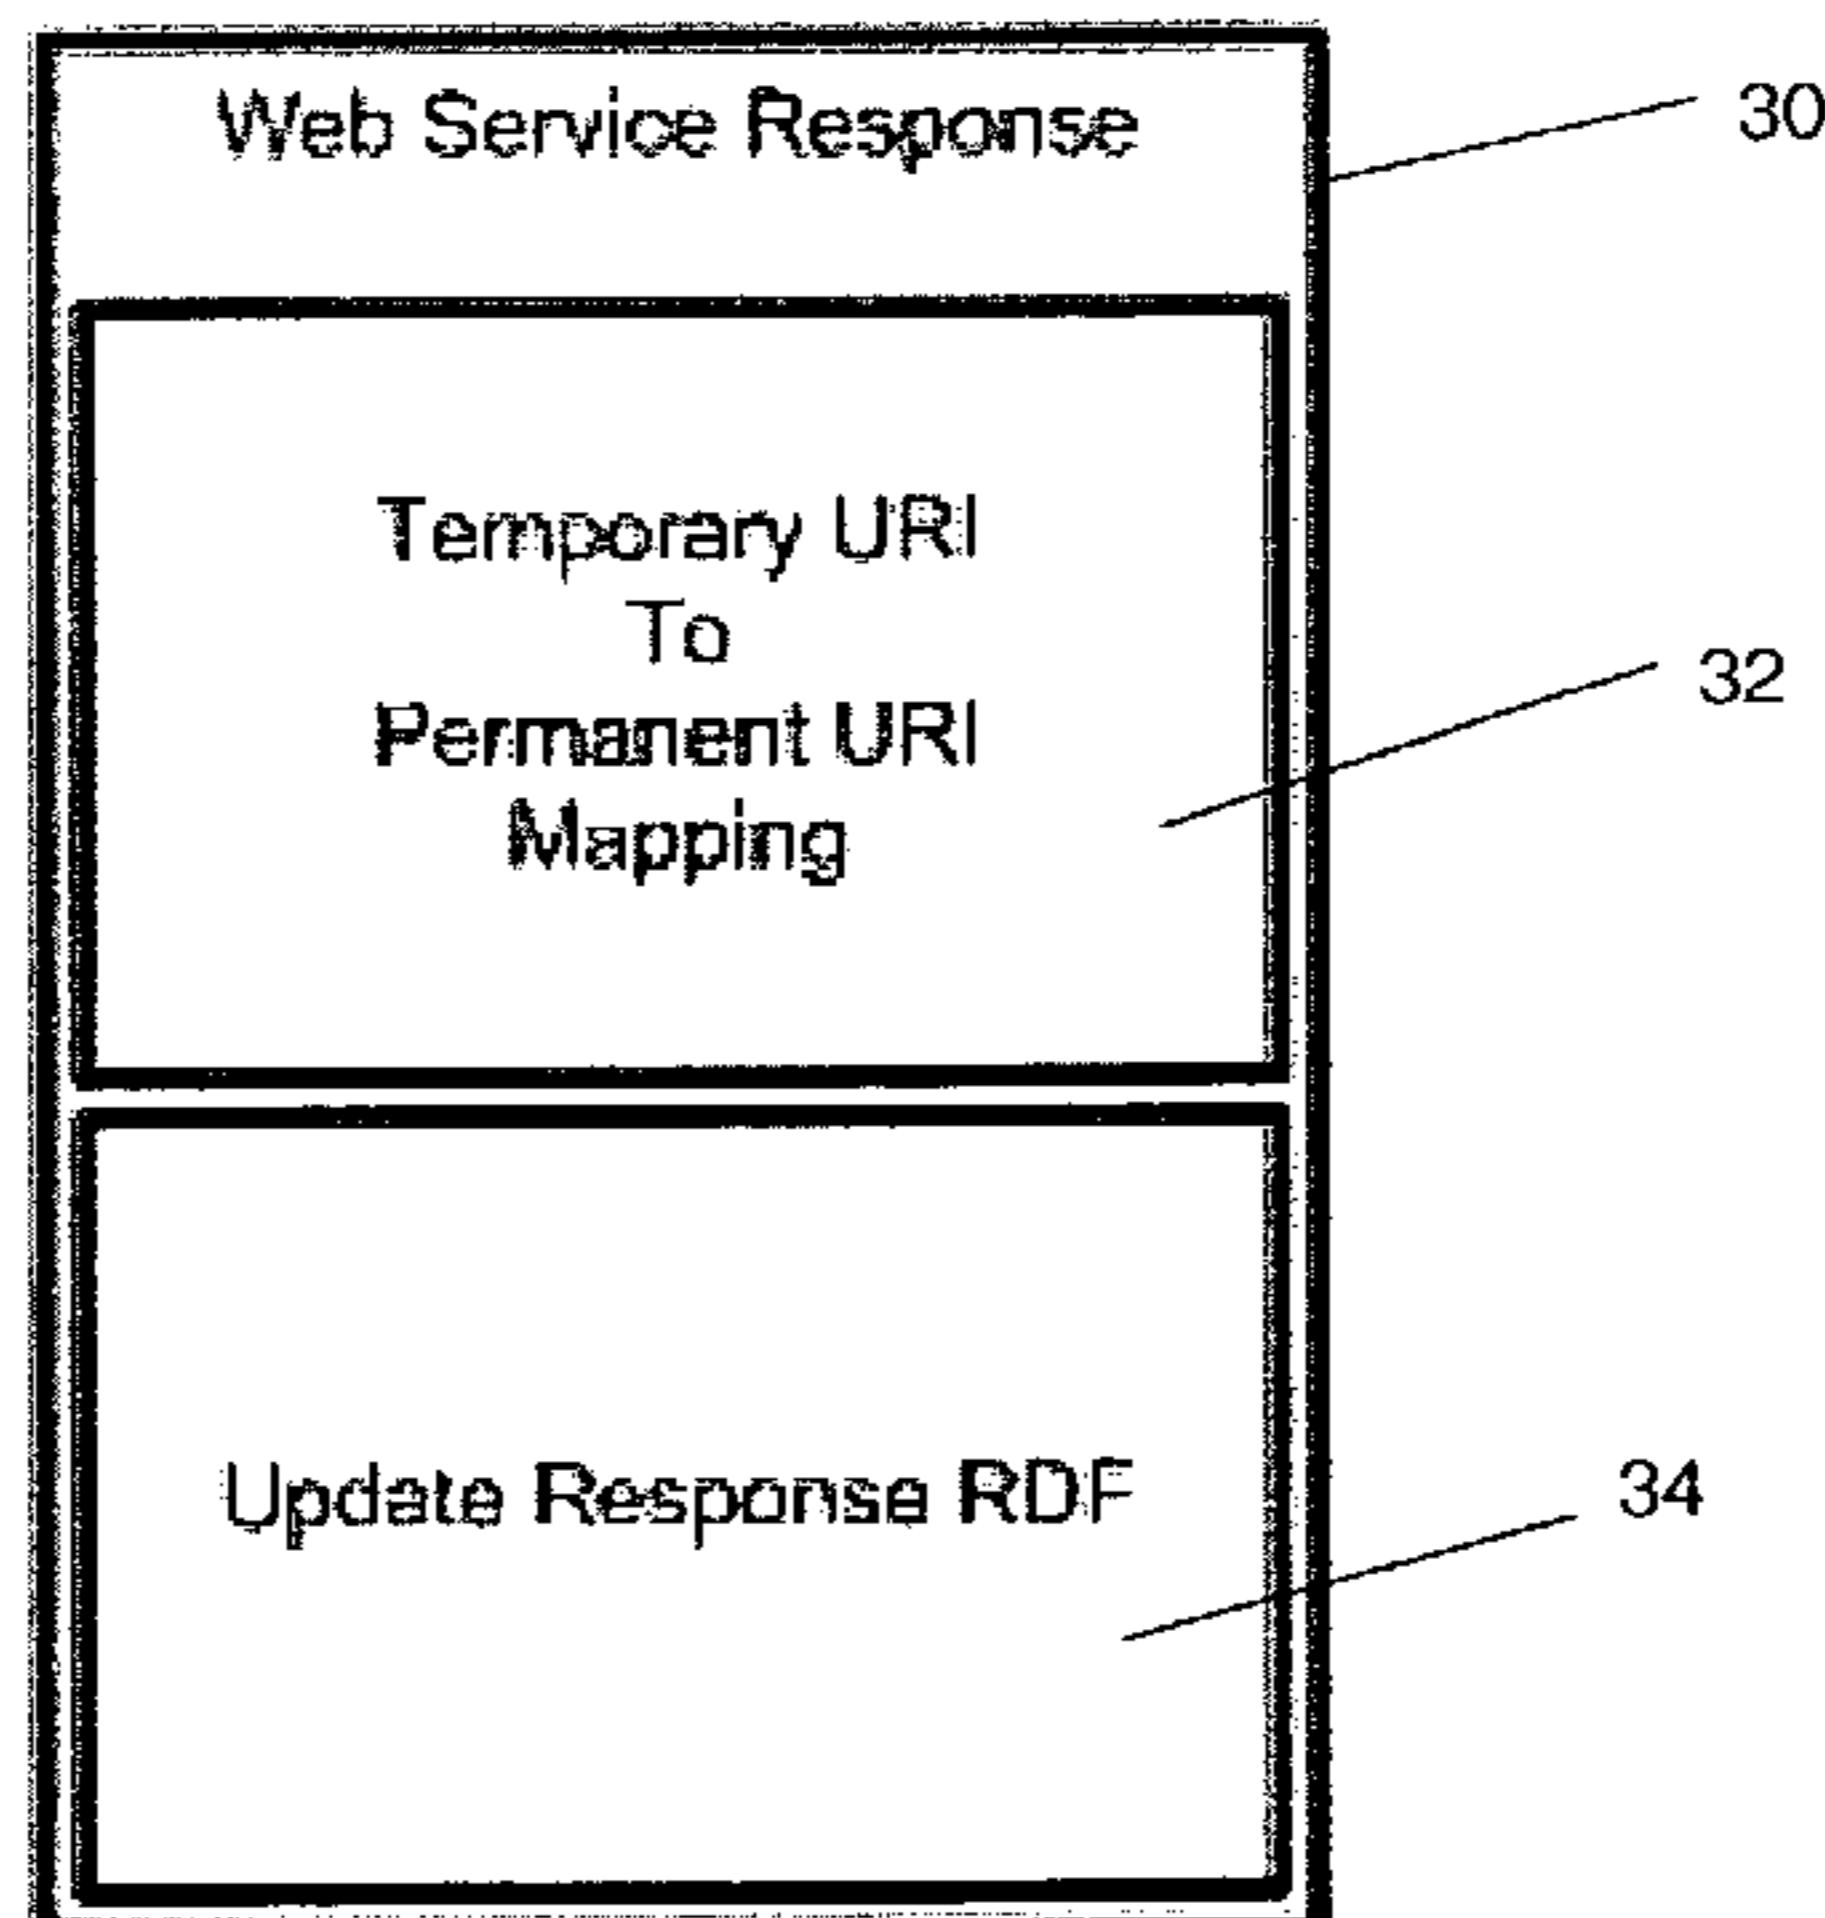 Web Service Response
30
Temporary URI
To
Permanent URI
Mapping
32
Update Response RDF
34